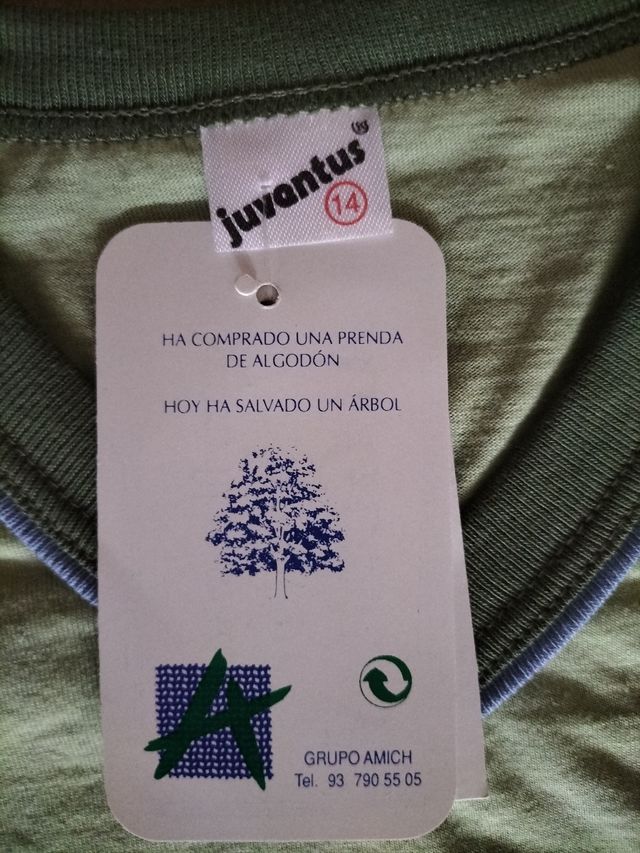 juventus
14
HA COMPRADO UNA PRENDA
DE ALGODÓN
HOY HA SALVADO UN ÁRBOL
A
GRUPO AMICH
Tel. 93 790 55 05